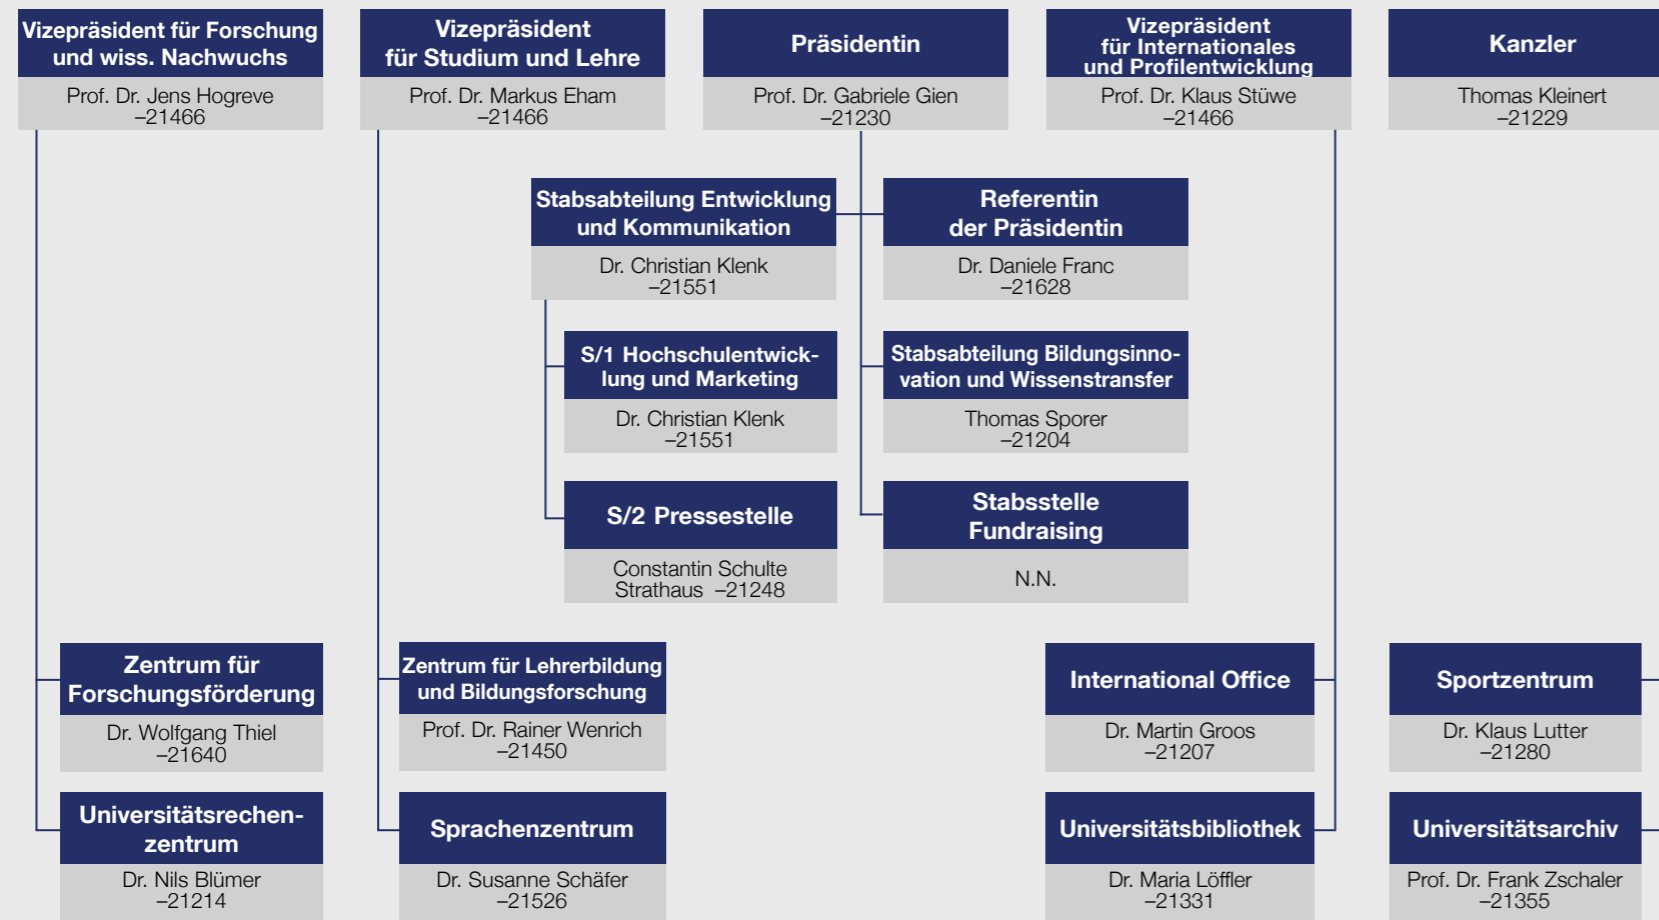 Vizepräsident für Forschung
und wiss. Nachwuchs
Prof. Dr. Jens Hogreve
–21466
Vizepräsident
für Studium und Lehre
Prof. Dr. Markus Eham
–21466
Präsidentin
Prof. Dr. Gabriele Gien
–21230
Vizepräsident
für Internationales
und Profilentwicklung
Prof. Dr. Klaus Stüwe
–21466
Kanzler
Thomas Kleinert
–21229
Stabsabteilung Entwicklung
und Kommunikation
Dr. Christian Klenk
–21551
Referentin
der Präsidentin
Dr. Daniele Franc
–21628
S/1 Hochschulentwick-
lung und Marketing
Dr. Christian Klenk
–21551
Stabsabteilung Bildungsinno-
vation und Wissenstransfer
Thomas Sporer
–21204
S/2 Pressestelle
Constantin Schulte
Strathaus –21248
Stabsstelle
Fundraising
N.N.
Zentrum für
Forschungsförderung
Dr. Wolfgang Thiel
–21640
Zentrum für Lehrerbildung
und Bildungsforschung
Prof. Dr. Rainer Wenrich
–21450
International Office
Dr. Martin Groos
–21207
Sportzentrum
Dr. Klaus Lutter
–21280
Universitätsrechen-
zentrum
Dr. Nils Blümer
–21214
Sprachenzentrum
Dr. Susanne Schäfer
–21526
Universitätsbibliothek
Dr. Maria Löffler
–21331
Universitätsarchiv
Prof. Dr. Frank Zschaler
–21355